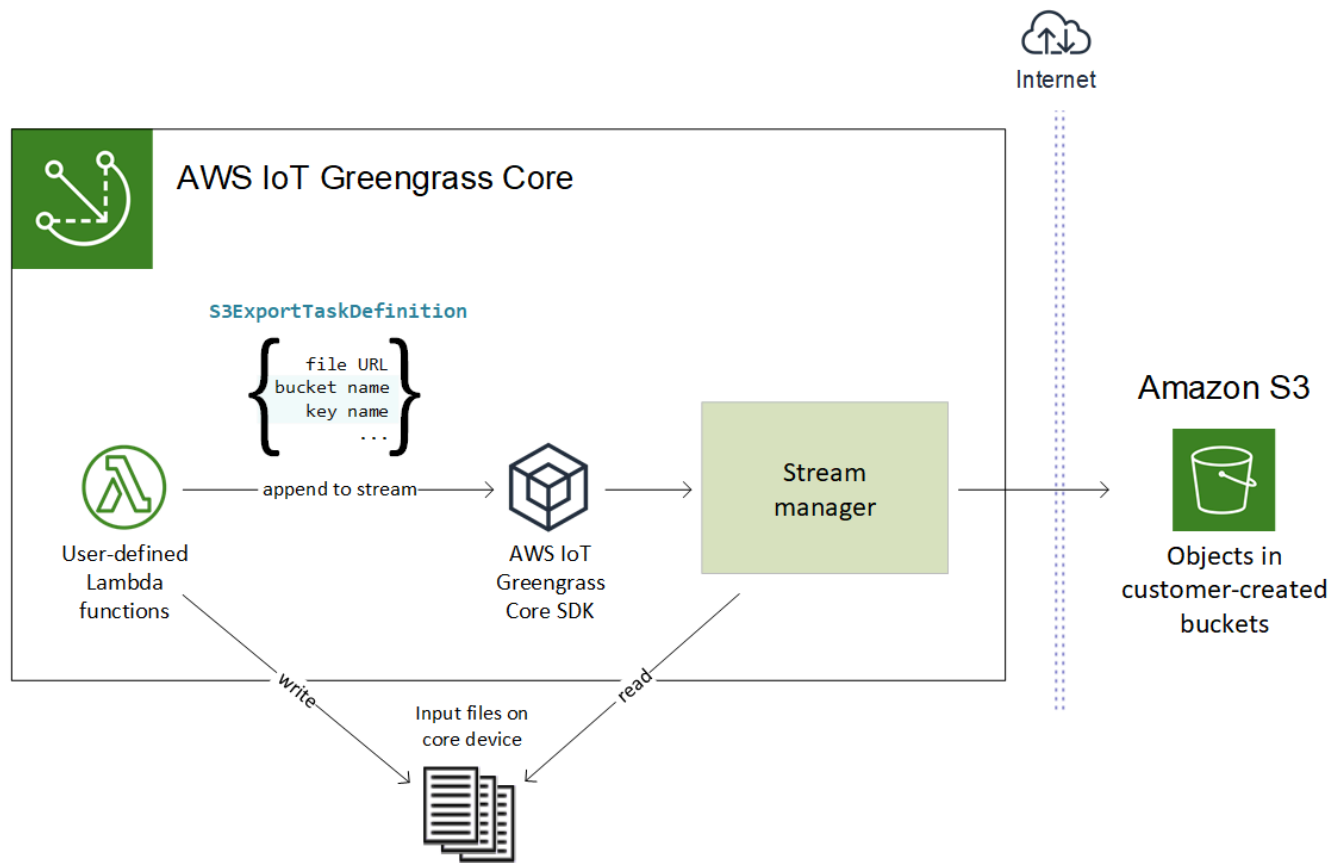 Internet
AWS IoT Greengrass Core
S3ExportTaskDefinition
file URL
bucket name
key name
...
append to stream
User-defined
Lambda
functions
AWS IoT
Greengrass
Core SDK
Stream
manager
Amazon S3
Objects in
customer-created
buckets
write
read
Input files on
core device